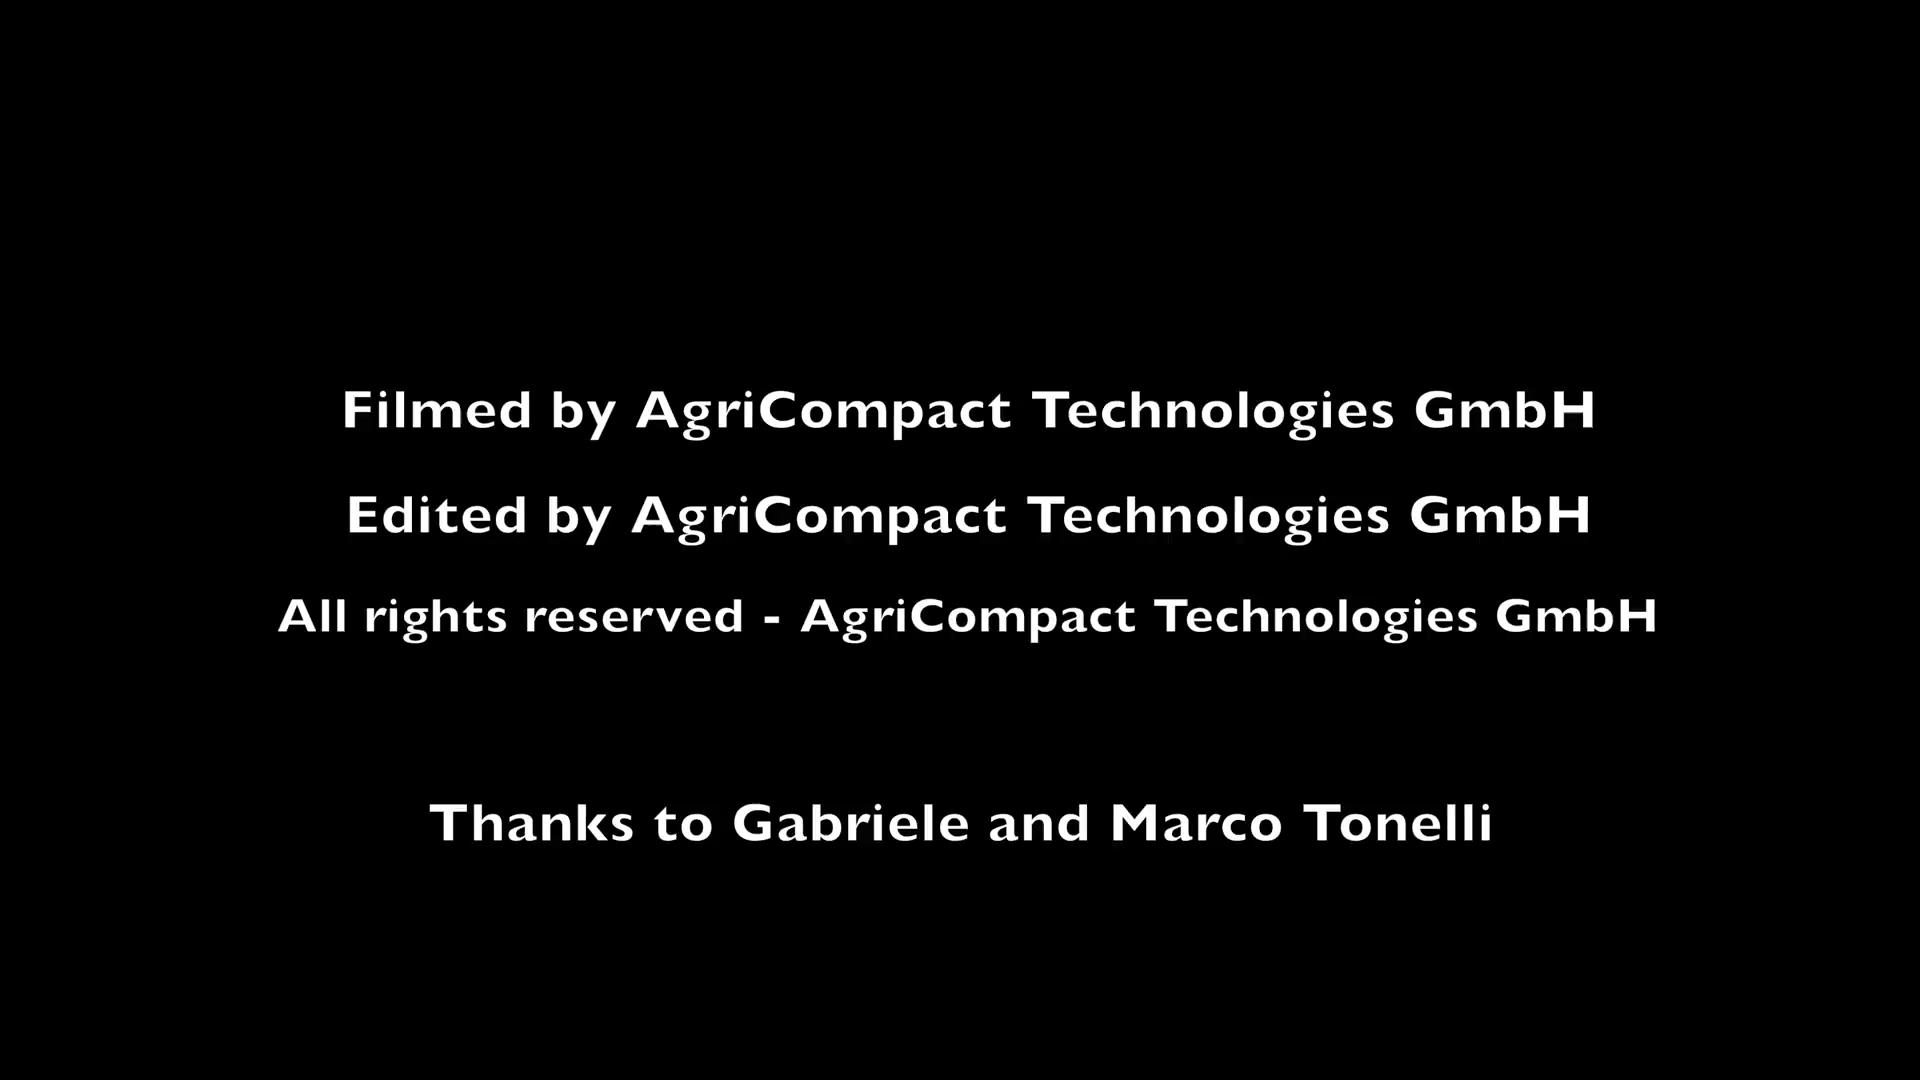 Filmed by AgriCompact Technologies GmbH
Edited by AgriCompact Technologies GmbH
All rights reserved - AgriCompact Technologies GmbH
Thanks to Gabriele and Marco Tonelli